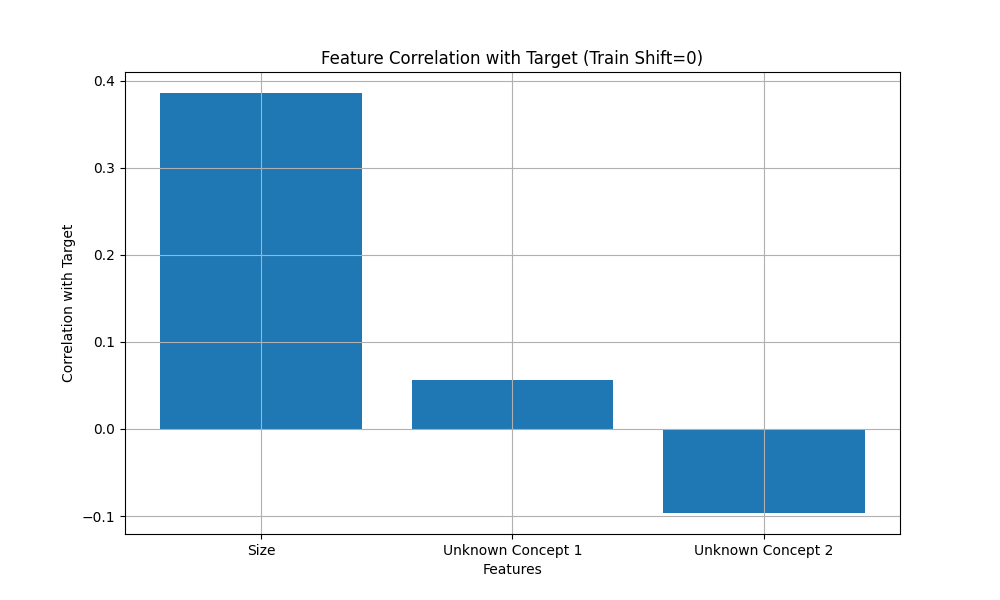 Feature Correlation with Target (Train Shift=0)
0.4
0.3
0.2
0.1
0.0
−0.1
Correlation with Target
Size
Unknown Concept 1
Unknown Concept 2
Features